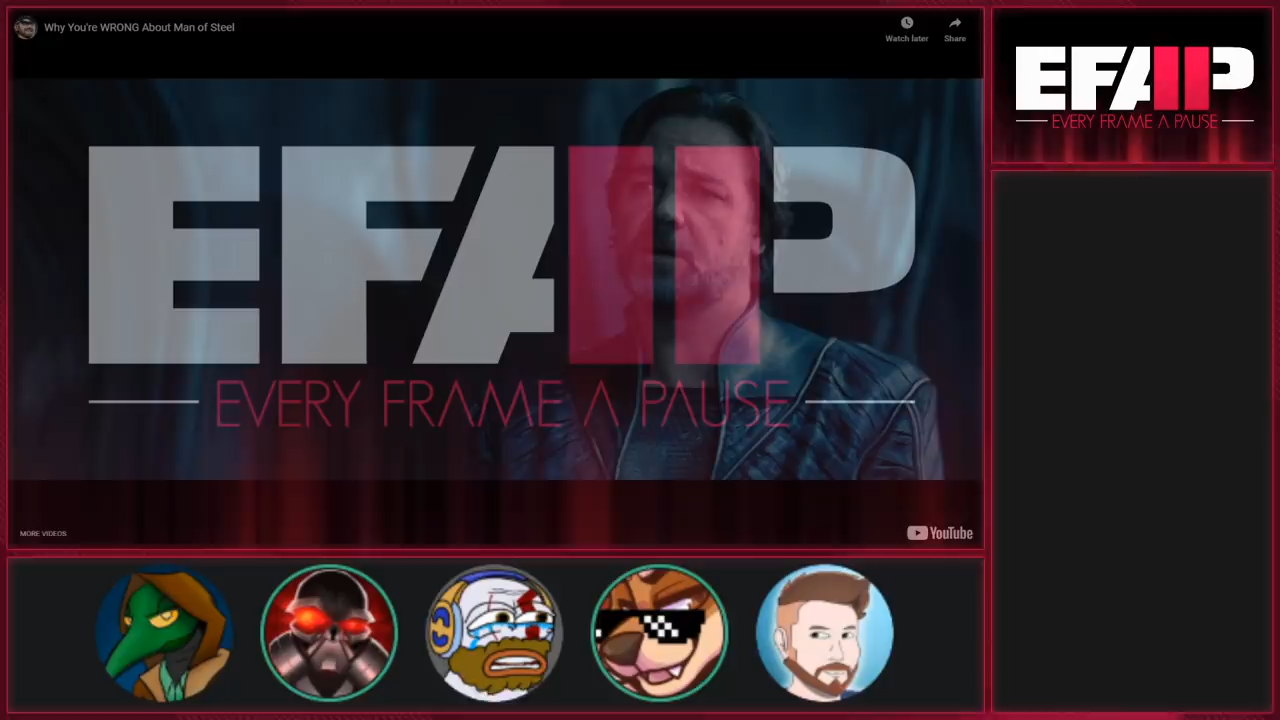 Why You're WRONG About Man of Steel
Watch later
Share
EFAP
EVERY FRAME A PAUSE
EFAP
EVERY FRAME A PAUSE
MORE VIDEOS
YouTube